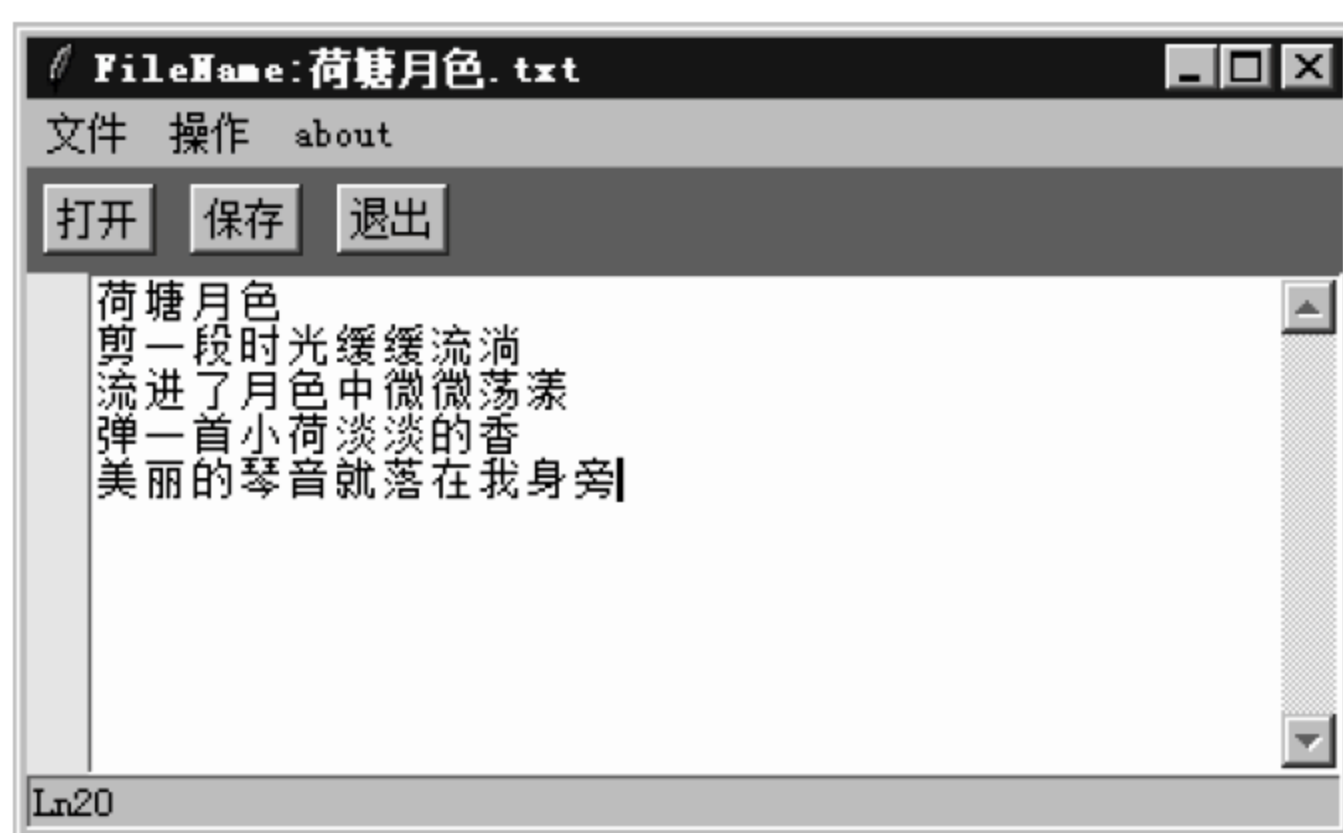 FileName:荷塘月色.txt
文件 操作 about
打开 保存 退出
荷塘月色
剪一段时光缓缓流淌
流进了月色中微微荡漾
弹一首小荷淡淡的香
美丽的琴音就落在我身旁
Ln20